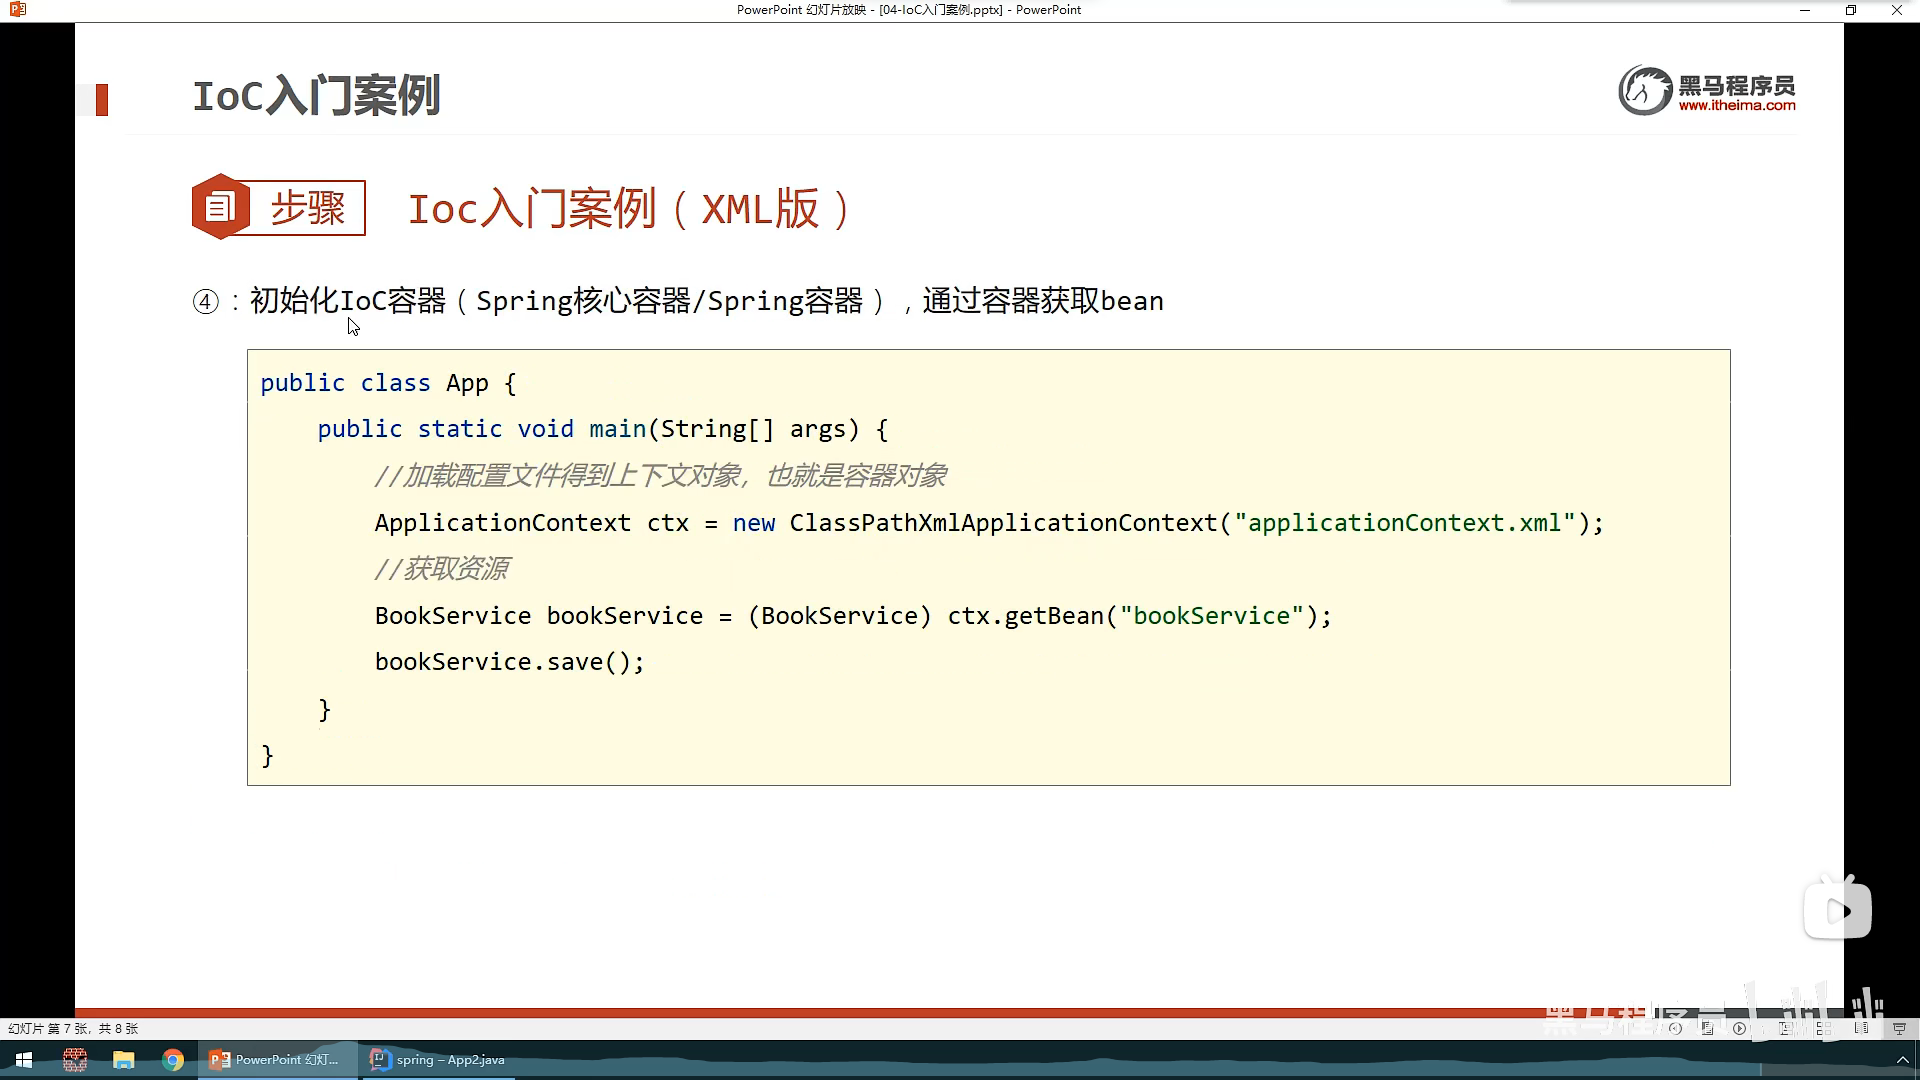 PowerPoint 幻灯片放映 - [04-IoC入门案例.pptx] - PowerPoint
IoC入门案例
黑马程序员
www.itheima.com
步骤
Ioc入门案例（XML版）
④：初始化IoC容器（Spring核心容器/Spring容器），通过容器获取bean
public class App {
public static void main(String[] args) {
//加载配置文件得到上下文对象，也就是容器对象
ApplicationContext ctx = new ClassPathXmlApplicationContext("applicationContext.xml");
//获取资源
BookService bookService = (BookService) ctx.getBean("bookService");
bookService.save();
}
}
黑马程序员
幻灯片 第 7 张，共 8 张
PowerPoint 幻灯...
spring – App2.java